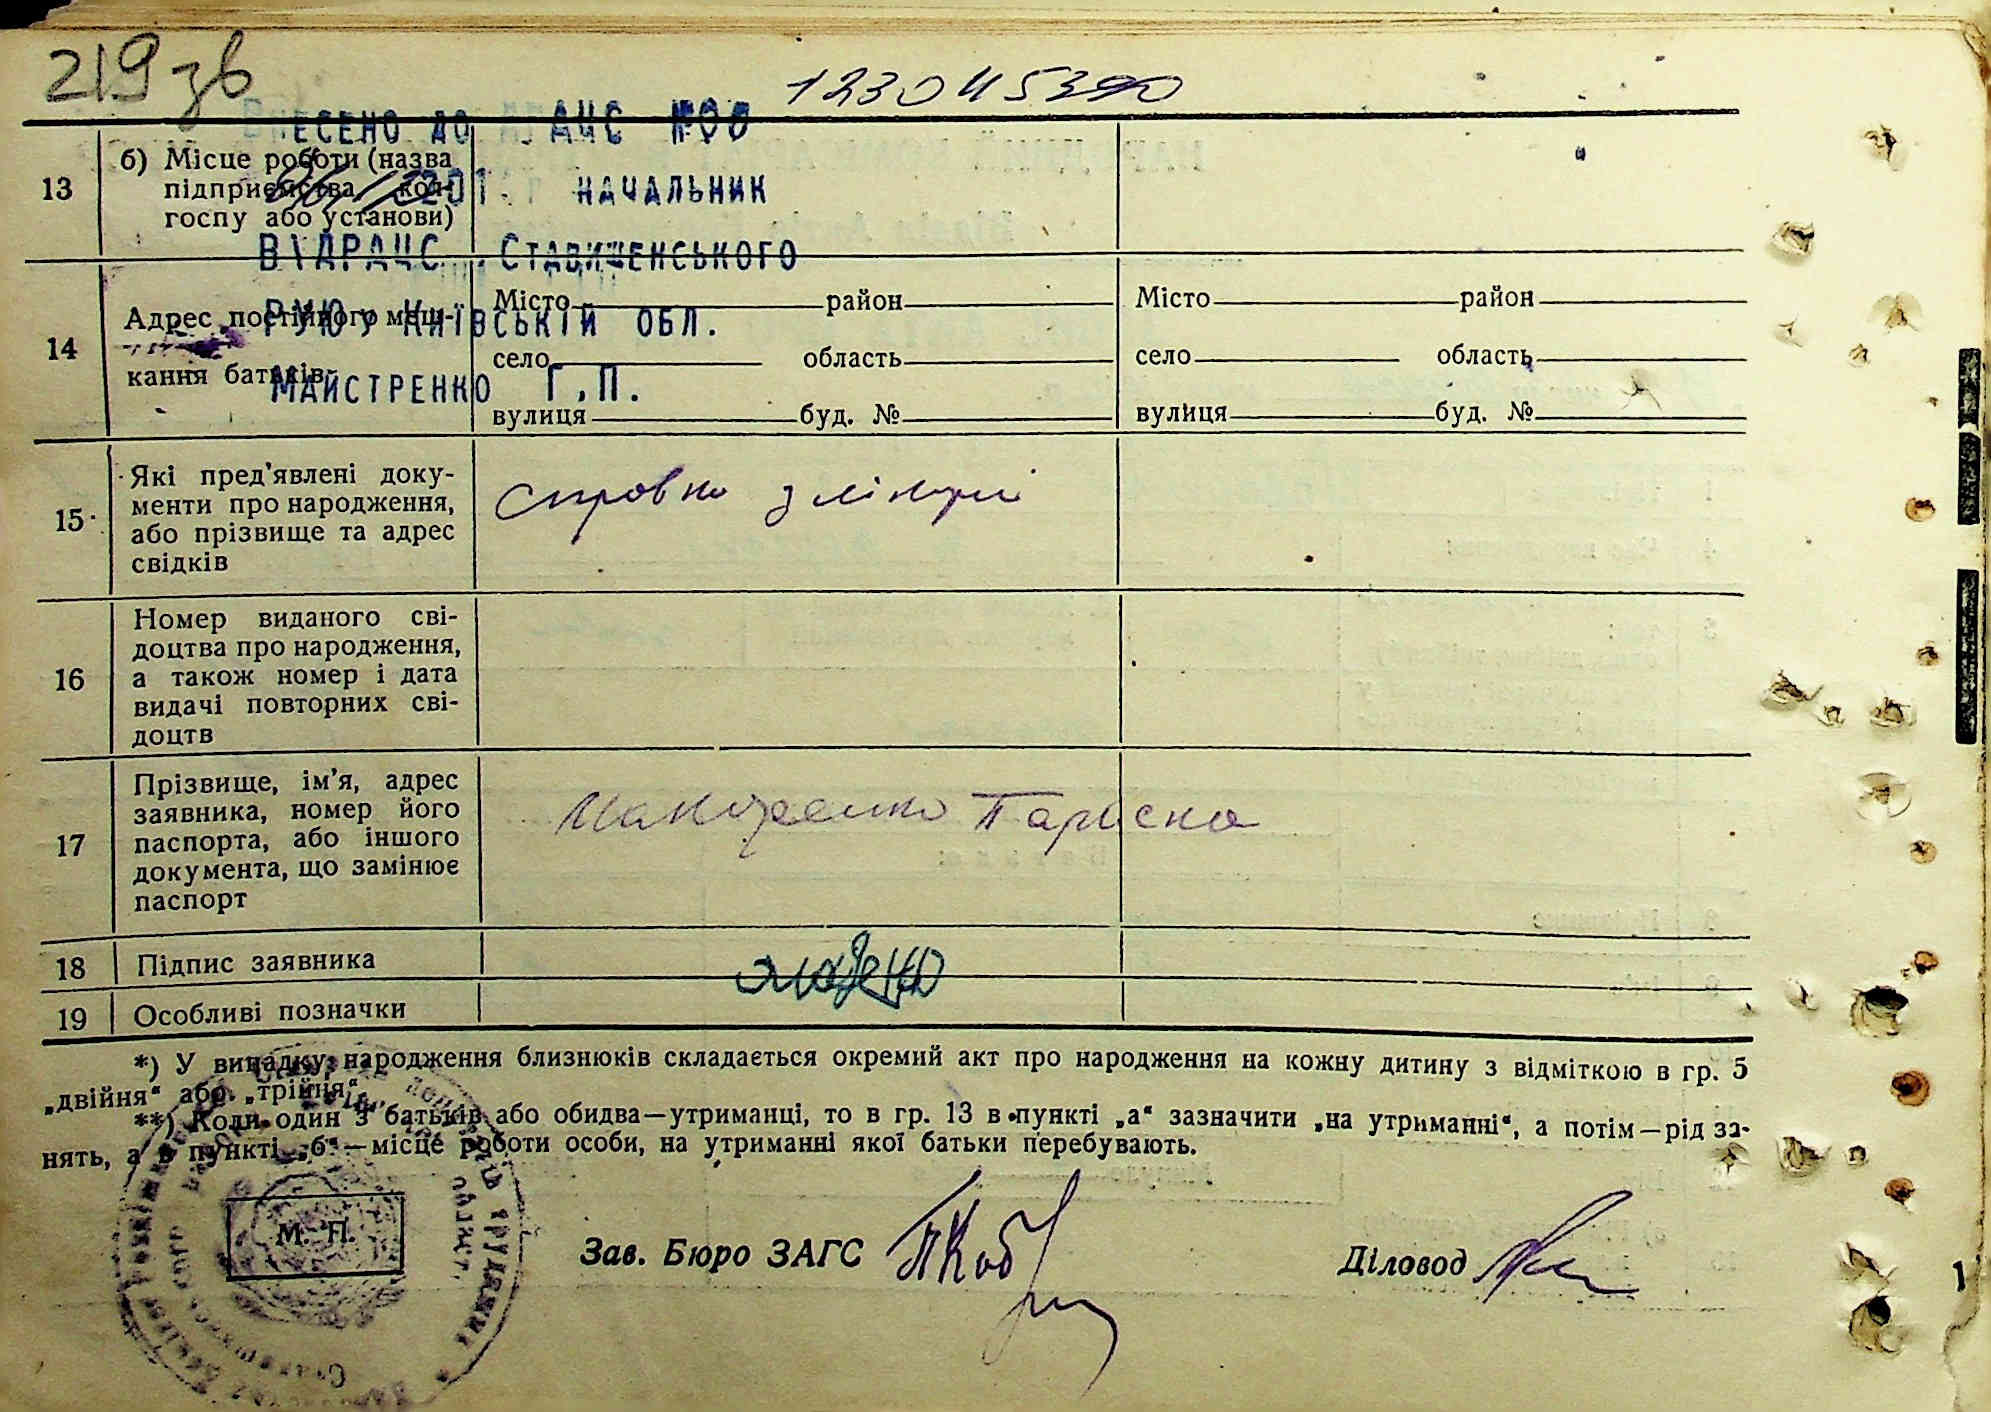 219 зв
123045390
ВНЕСЕНО ДО ДРАЦС №00
НАЧАЛЬНИК
ВДРАЦС Ставищенського
РУЮ у Київській обл.
Майстренко Г.П.
13
б) Місце роботи (назва
підприємства, кол-
госпу або установи)
14
Адрес постійного меш-
кання батьків
Місто район
село область
вулиця буд. №
Місто район
село область
вулиця буд. №
15
Які пред'явлені доку-
менти про народження,
або прізвище та адрес
свідків
справка з лікарні
16
Номер виданого сві-
доцтва про народження,
а також номер і дата
видачі повторних сві-
доцтв
17
Прізвище, ім'я, адрес
заявника, номер його
паспорта, або іншого
документа, що замінює
паспорт
18 Підпис заявника
19 Особливі позначки
*) У випадку народження близнюків складається окремий акт про народження на кожну дитину з відміткою в гр. 5
„двійня“ або „трійня“.
**) Коли один з батьків або обидва—утриманці, то в гр. 13 в пункті „а“ зазначити „на утриманні“, а потім—рід за-
нять, а в пункті „б“—місце роботи особи, на утриманні якої батьки перебувають.
М. П.
Зав. Бюро ЗАГС
Діловод
1